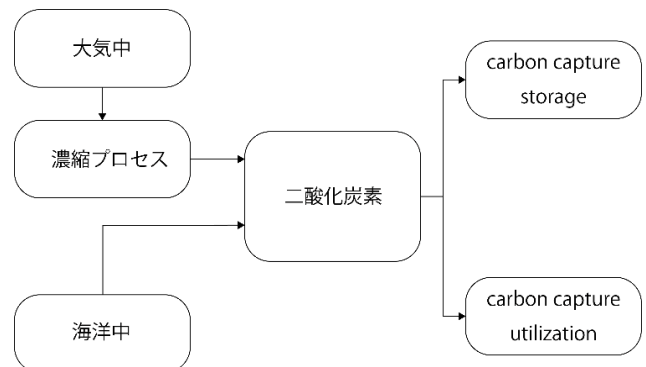 大気中
濃縮プロセス
海洋中
二酸化炭素
carbon capture
storage
carbon capture
utilization